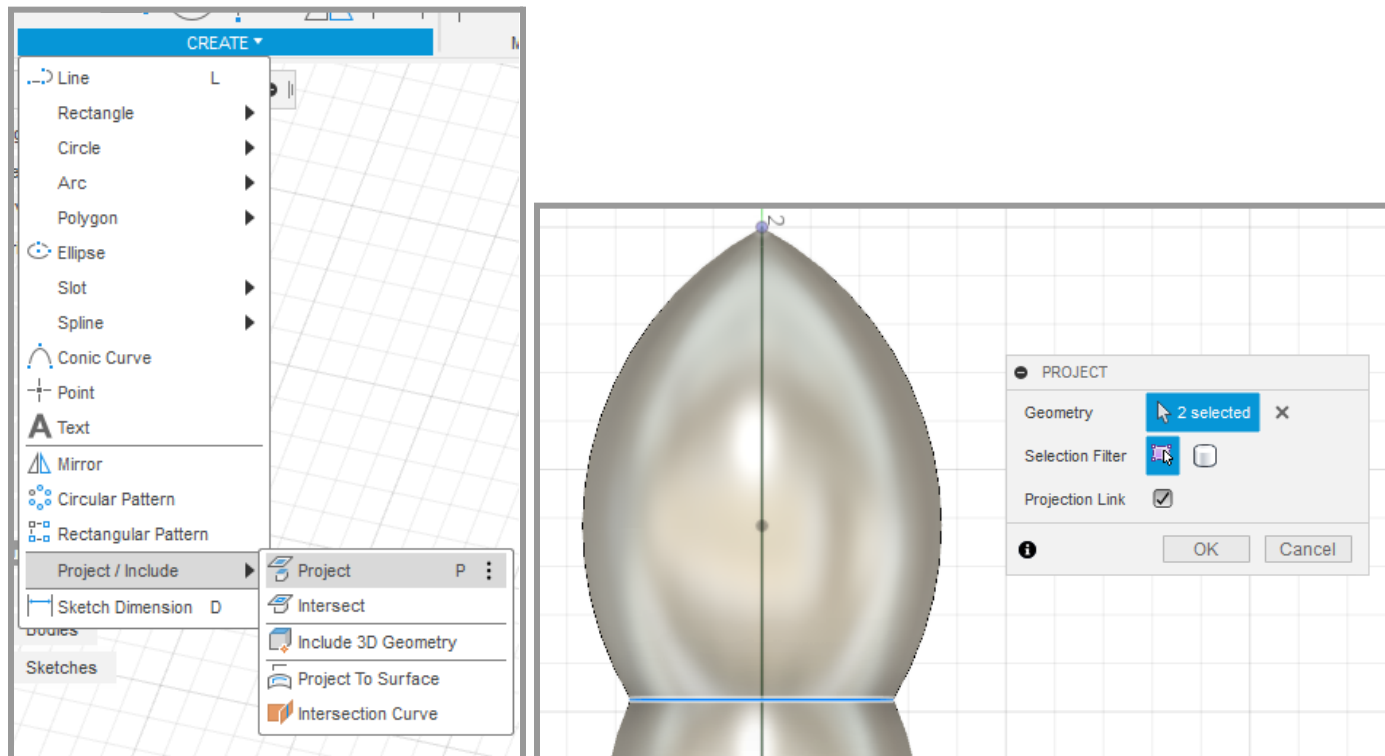 CREATE
Line L
Rectangle
Circle
Arc
Polygon
Ellipse
Slot
Spline
Conic Curve
Point
A Text
Mirror
Circular Pattern
Rectangular Pattern
Project / Include
Sketch Dimension D
Bodies
Sketches
Project P
Intersect
Include 3D Geometry
Project To Surface
Intersection Curve
2
PROJECT
Geometry 2 selected
Selection Filter
Projection Link
OK Cancel